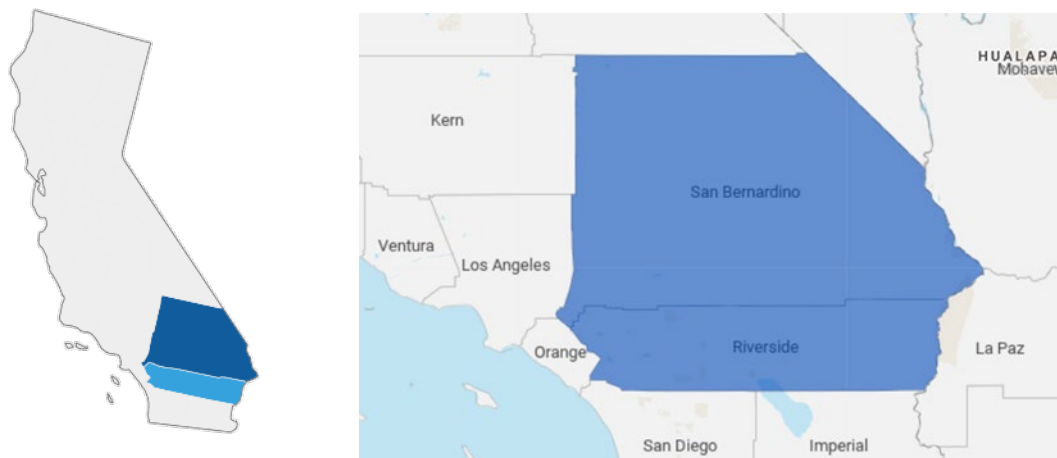 HUALAPA
Mohave
Kern
San Bernardino
Ventura
Los Angeles
Orange
Riverside
La Paz
San Diego
Imperial